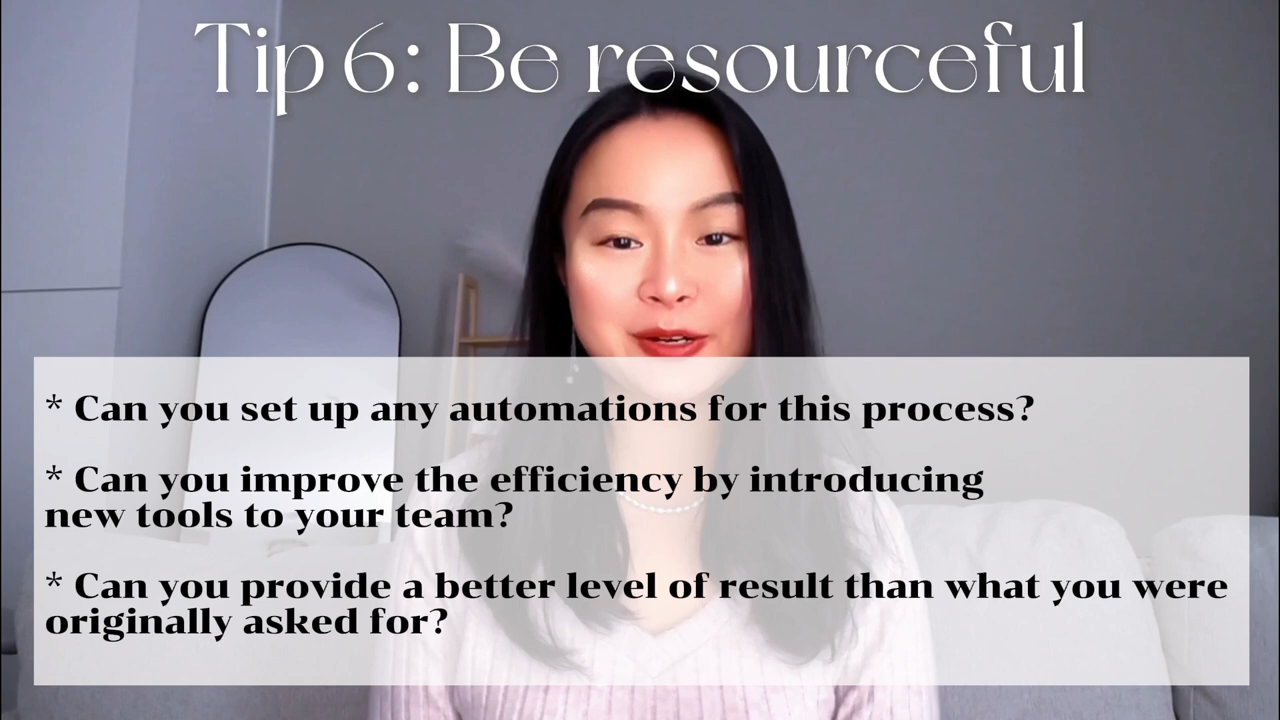 Tip 6: Be resourceful
* Can you set up any automations for this process?
* Can you improve the efficiency by introducing
new tools to your team?
* Can you provide a better level of result than what you were
originally asked for?